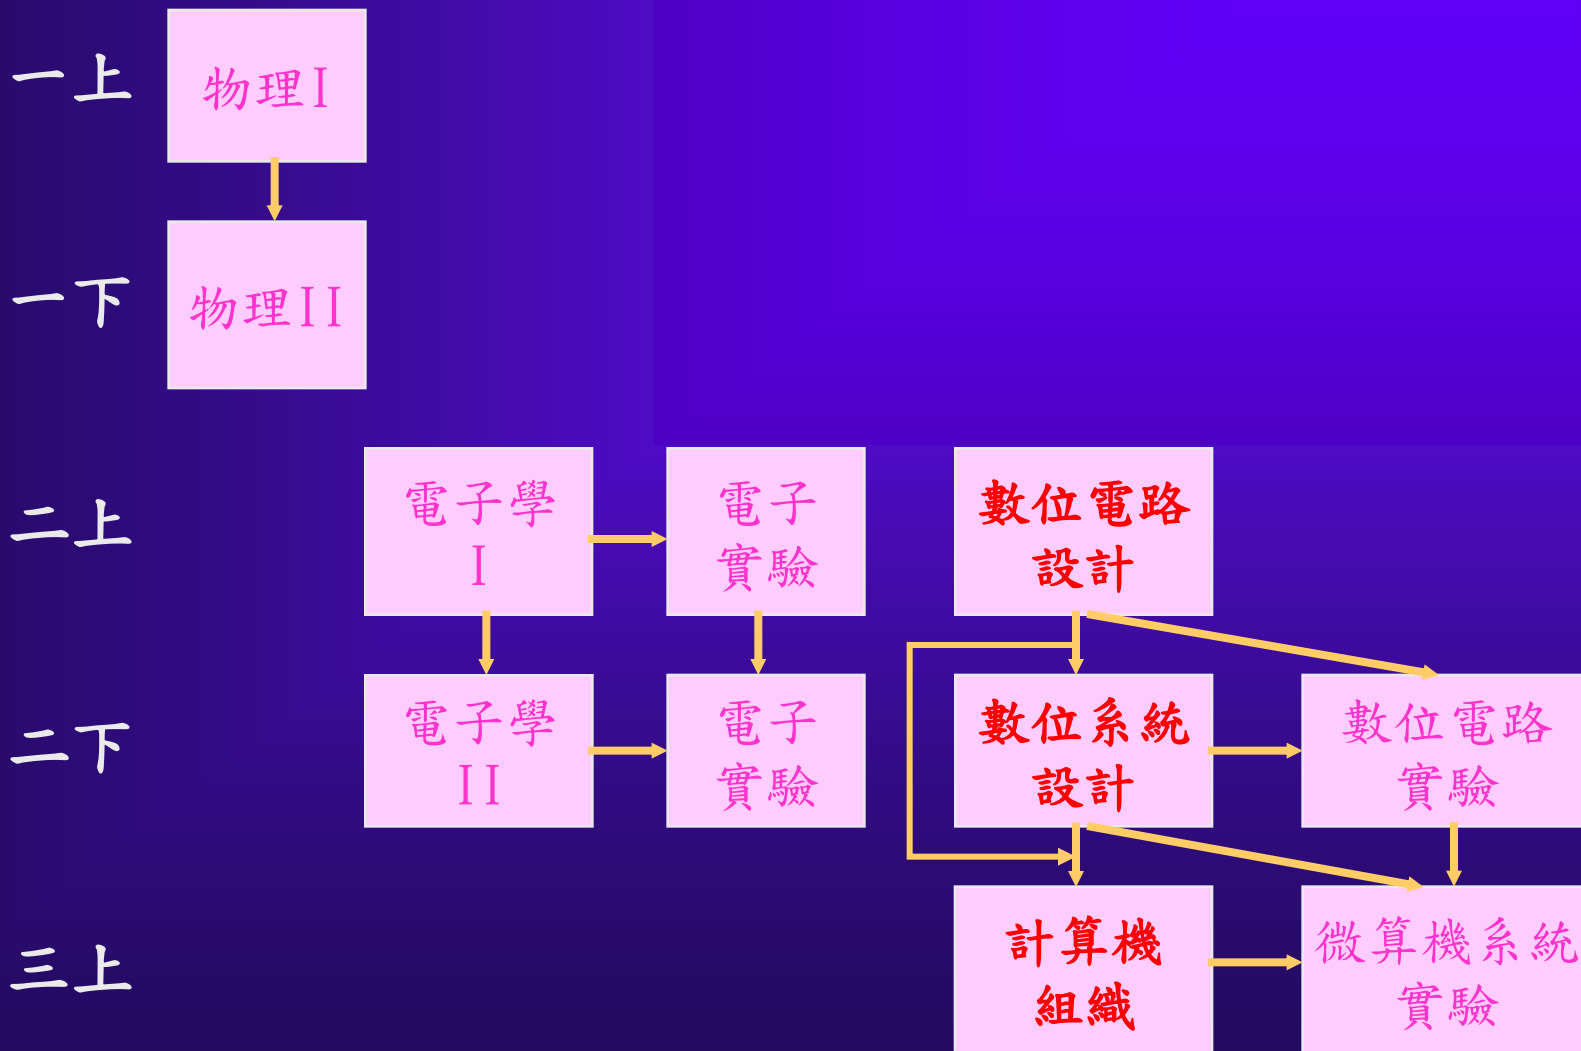 一上
物理I
一下
物理II
二上
電子學
I
電子
實驗
數位電路
設計
二下
電子學
II
電子
實驗
數位系統
設計
數位電路
實驗
三上
計算機
組織
微算機系統
實驗